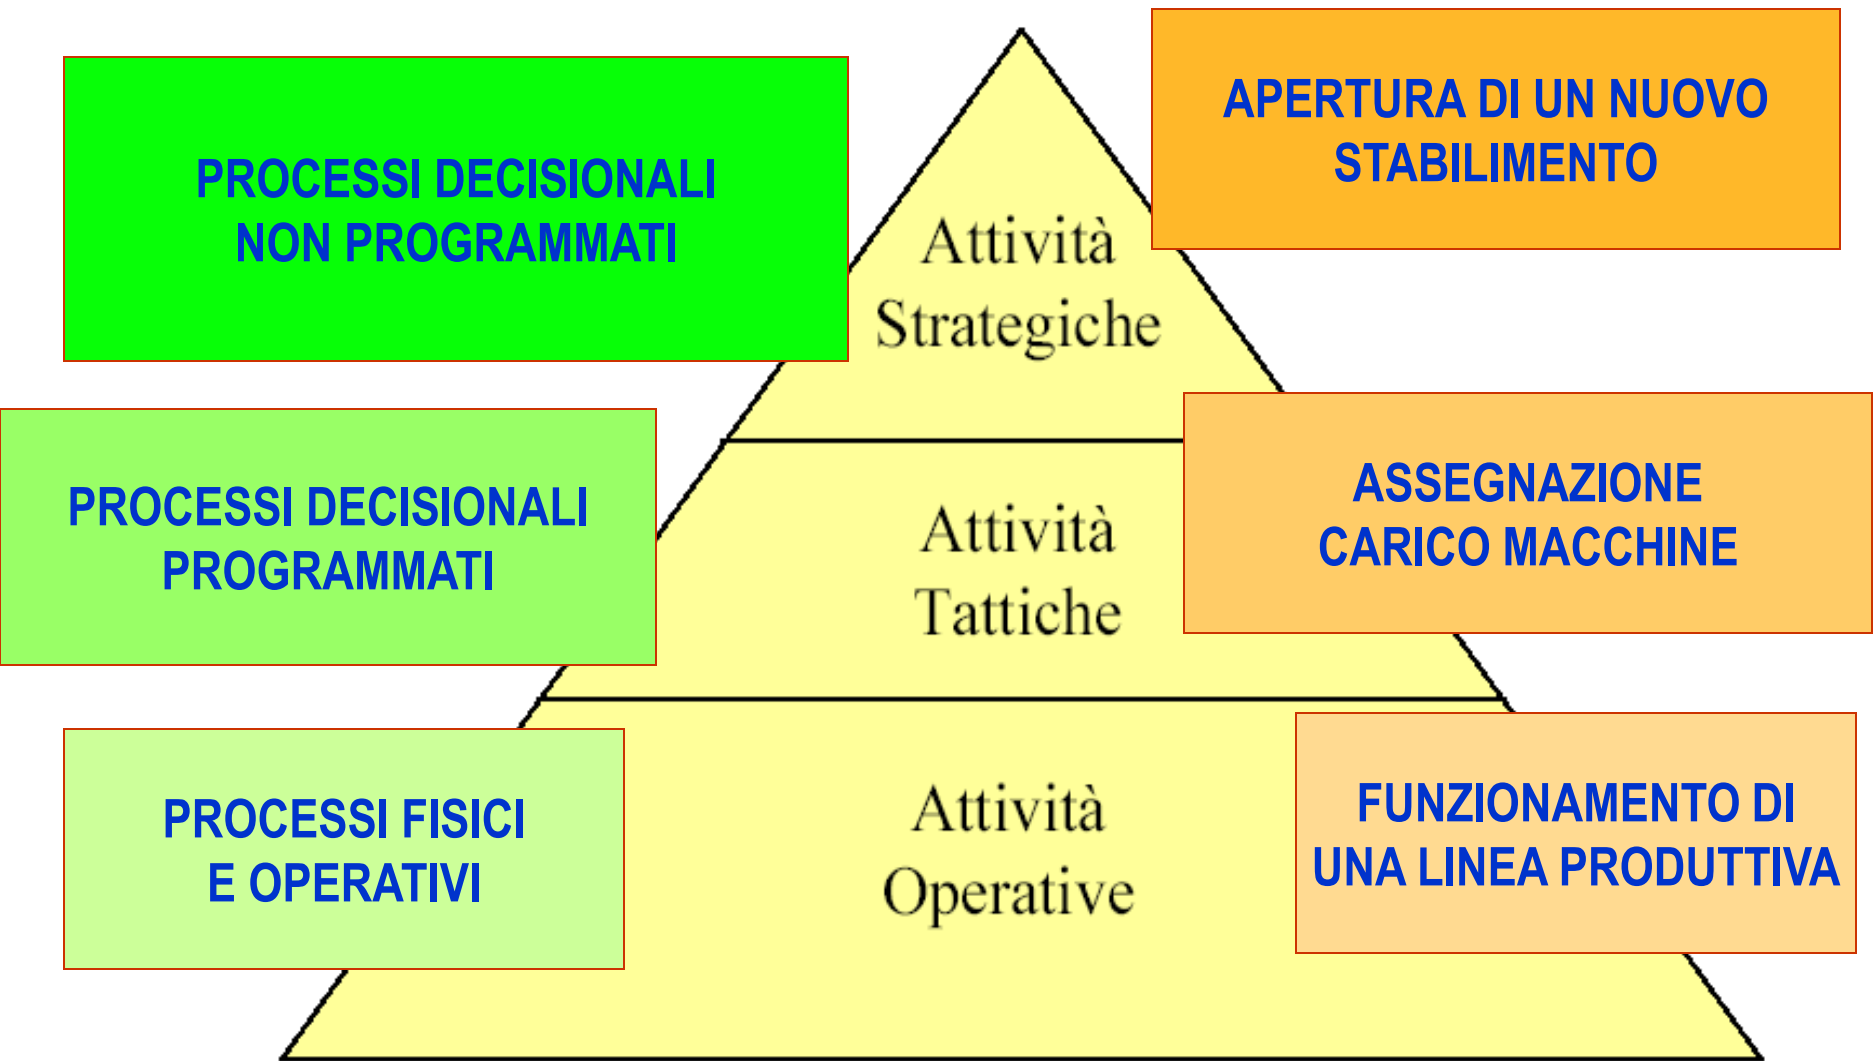 PROCESSI DECISIONALI
NON PROGRAMMATI
Attività
Strategiche
APERTURA DI UN NUOVO
STABILIMENTO
PROCESSI DECISIONALI
PROGRAMMATI
Attività
Tattiche
ASSEGNAZIONE
CARICO MACCHINE
PROCESSI FISICI
E OPERATIVI
Attività
Operative
FUNZIONAMENTO DI
UNA LINEA PRODUTTIVA